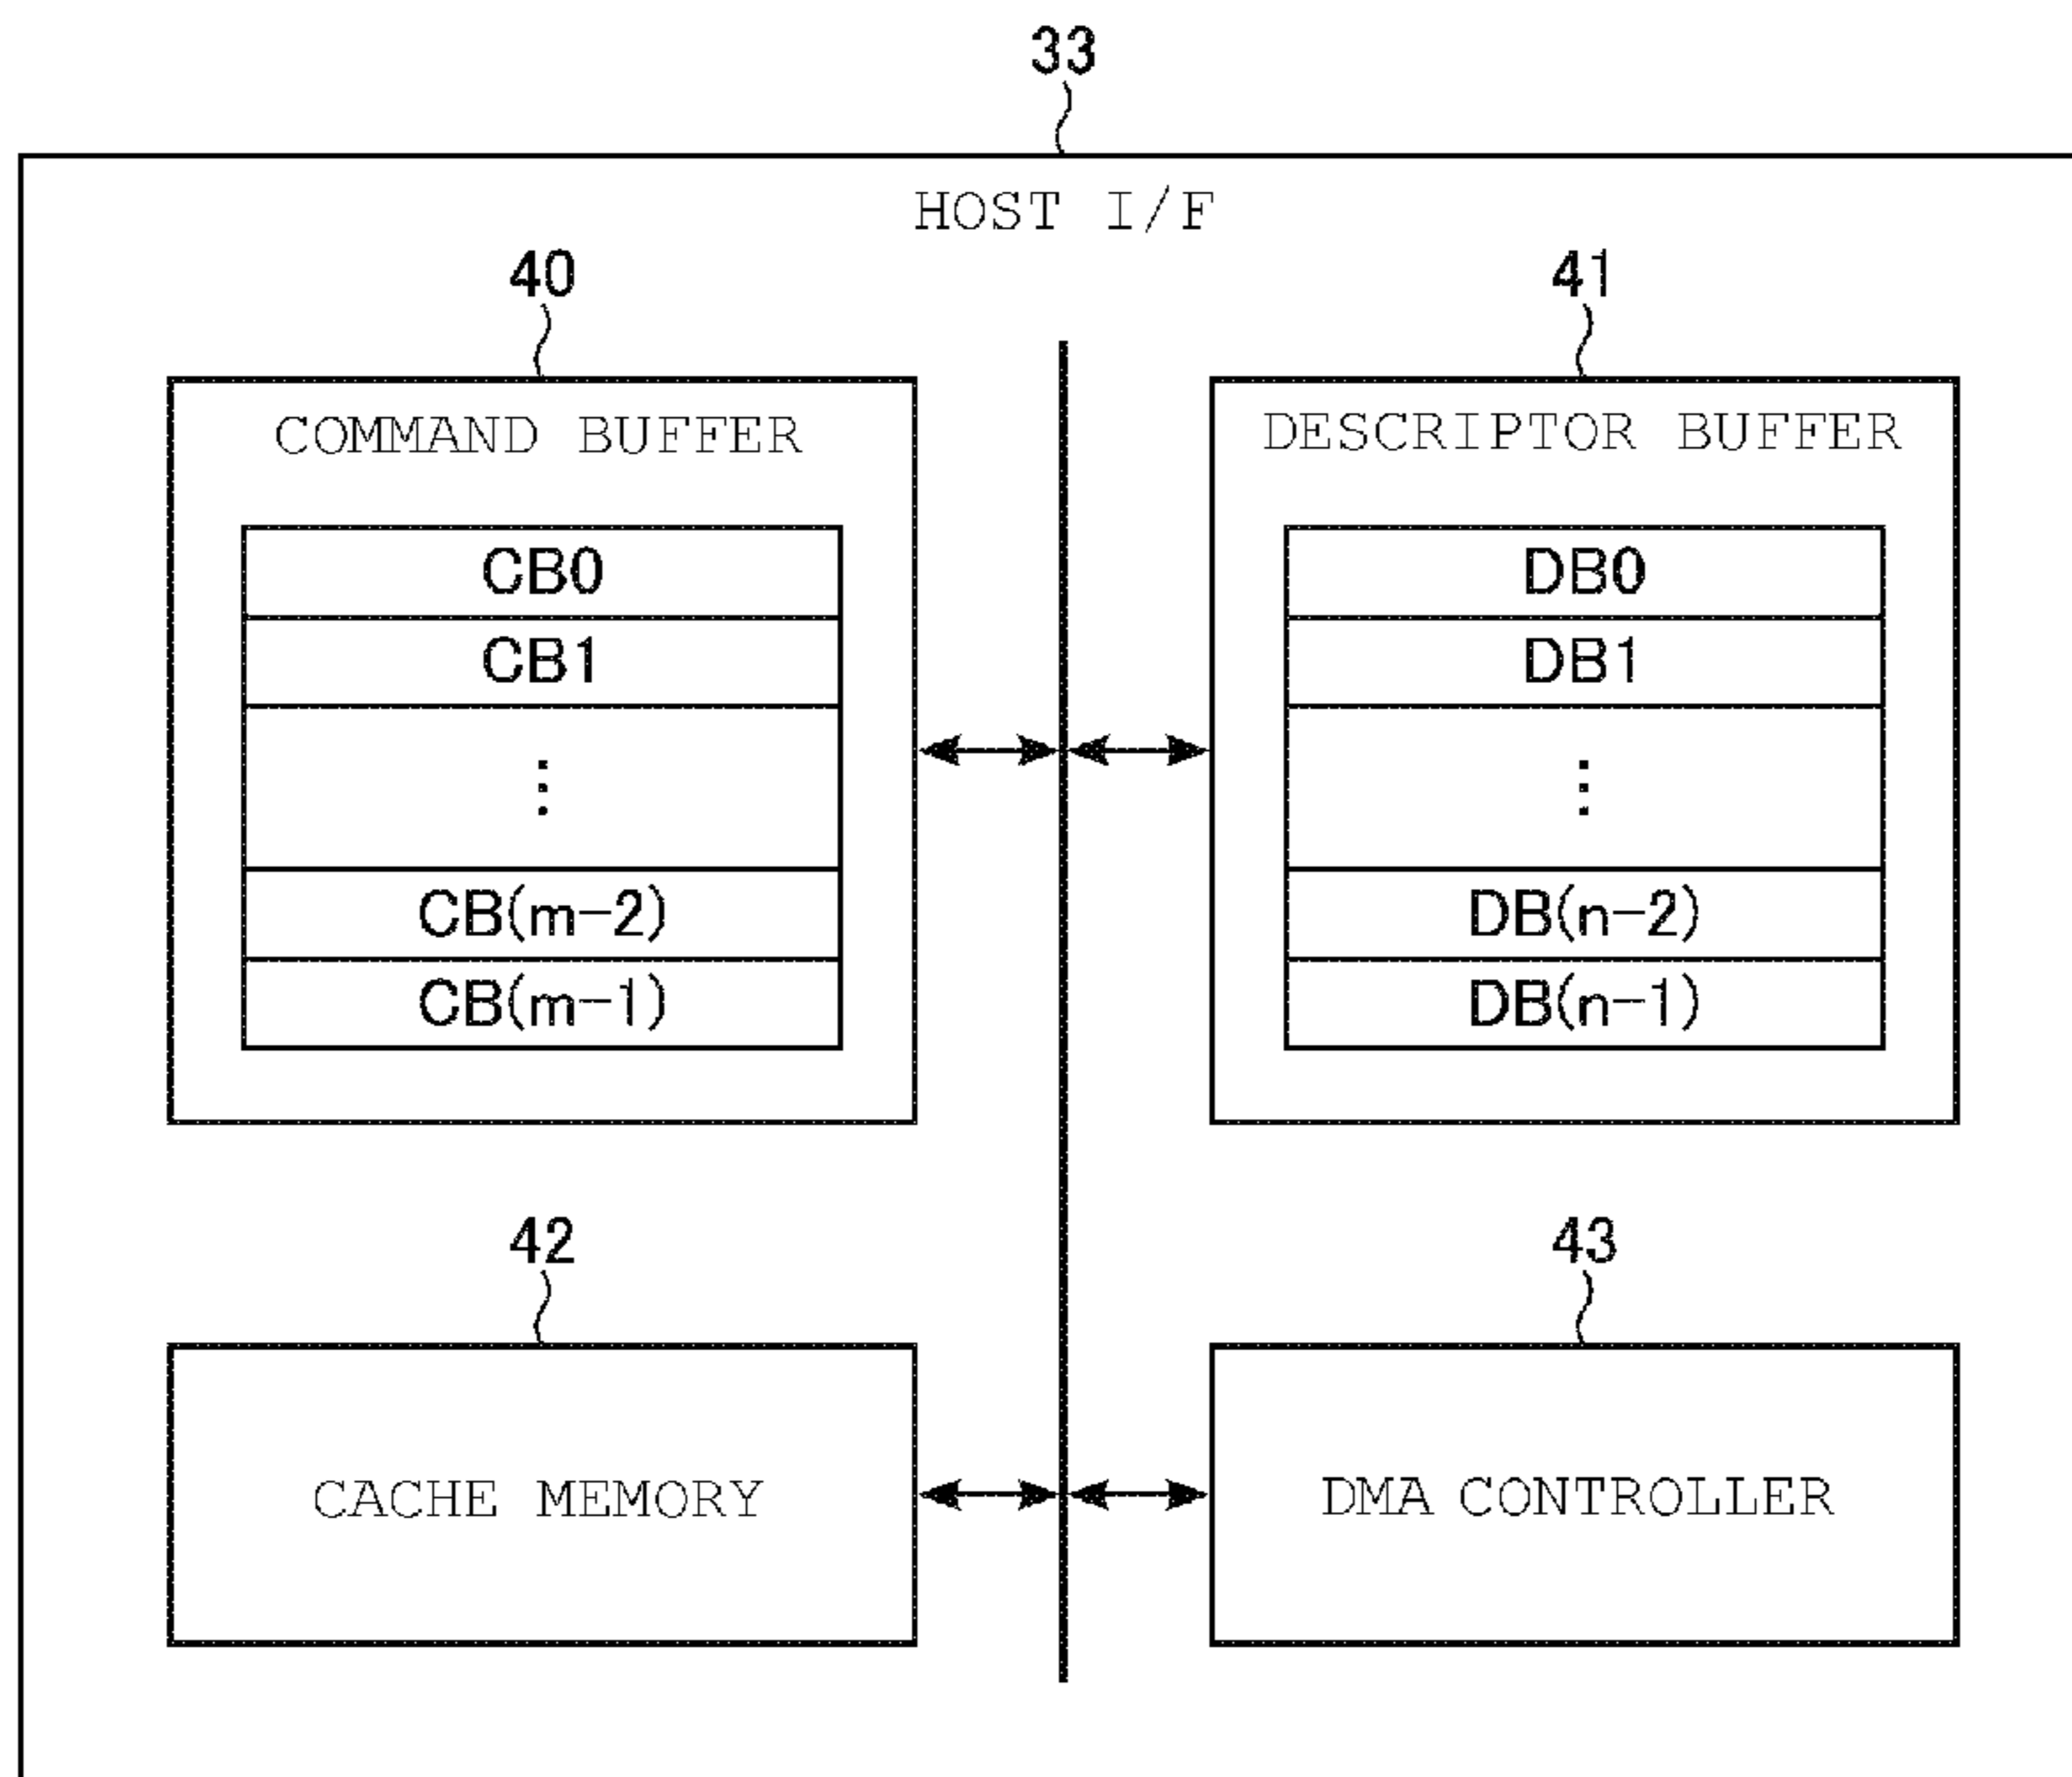 33
HOST I/F
40
COMMAND BUFFER
CB0
CB1
⋮
CB(m-2)
CB(m-1)
41
DESCRIPTOR BUFFER
DB0
DB1
⋮
DB(n-2)
DB(n-1)
42
CACHE MEMORY
43
DMA CONTROLLER